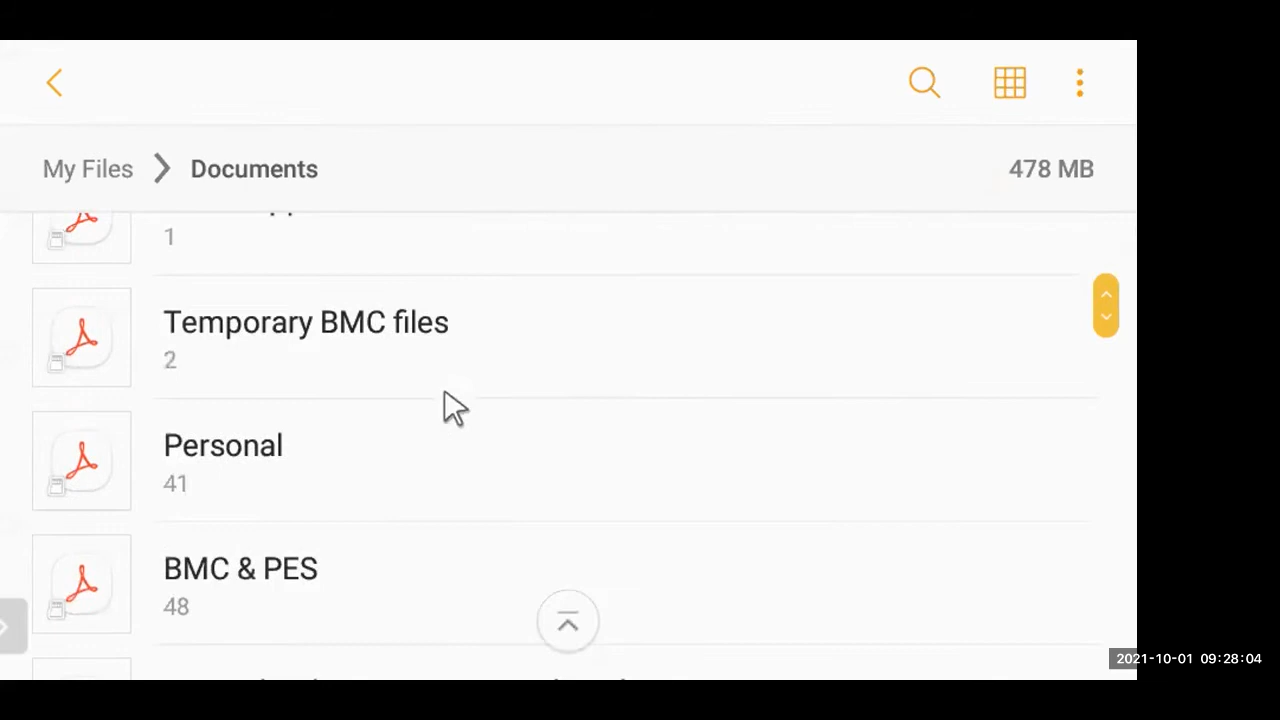 My Files > Documents
478 MB
1
Temporary BMC files
2
Personal
41
BMC & PES
48
2021-10-01 09:28:04